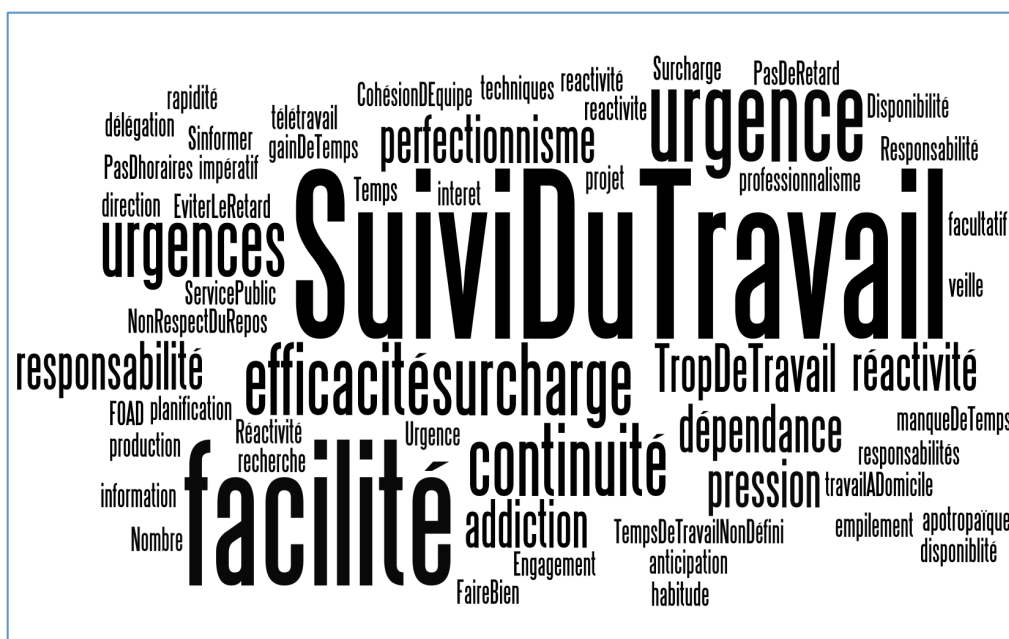 Surcharge
PasDeRetard
CohésionDEquipe
techniques
reactivité
rapidité
reactivite
urgence
Disponibilité
télétravail
délégation
Sinformer
perfectionnisme
gainDeTemps
Responsabilité
PasDhoraires
impératif
Temps
interet
projet
professionnalisme
direction
EviterLeRetard
SuiviDuTravail
facultatif
urgences
ServicePublic
veille
NonRespectDuRepos
responsabilité
efficacité
surcharge
TropDeTravail
réactivité
FOAD
planification
Réactivité
Urgence
dépendance
manqueDeTemps
production
recherche
continuité
responsabilités
information
facilité
pression
travailADomicile
addiction
Nombre
TempsDeTravailNonDéfini
empilement
apotropaïque
disponiblité
Engagement
anticipation
FaireBien
habitude